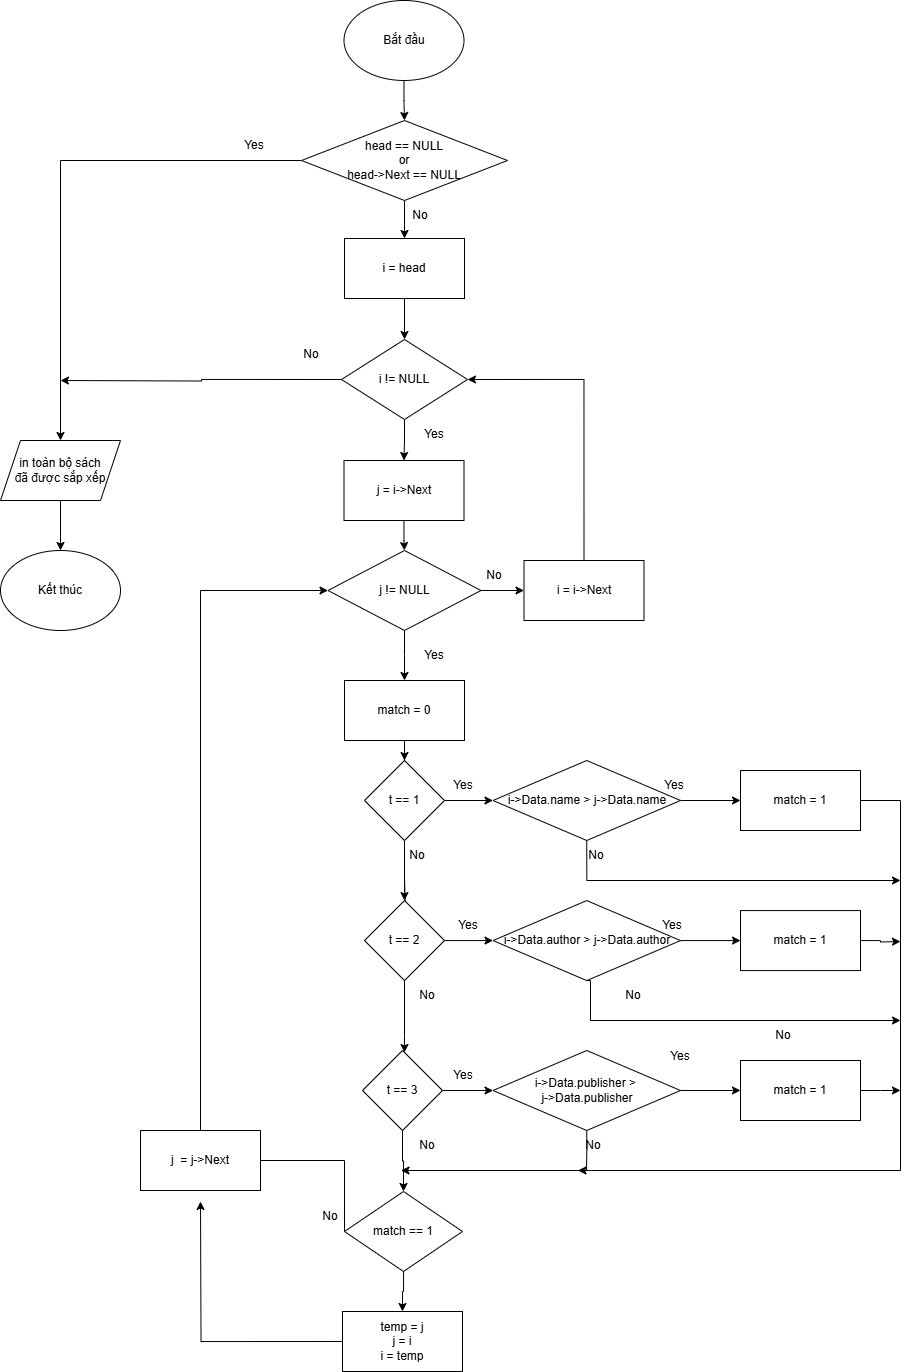 Bắt đầu
Yes
head == NULL
or
head->Next == NULL
No
i = head
No
i != NULL
Yes
in toàn bộ sách
đã được sắp xếp
j = i->Next
Kết thúc
j != NULL
No
i = i->Next
Yes
match = 0
t == 1
Yes
i->Data.name > j->Data.name
Yes
match = 1
No
No
t == 2
Yes
i->Data.author > j->Data.author
Yes
match = 1
No
No
No
t == 3
Yes
i->Data.publisher >
j->Data.publisher
Yes
match = 1
No
No
j  = j->Next
No
match == 1
temp = j
j = i
i = temp